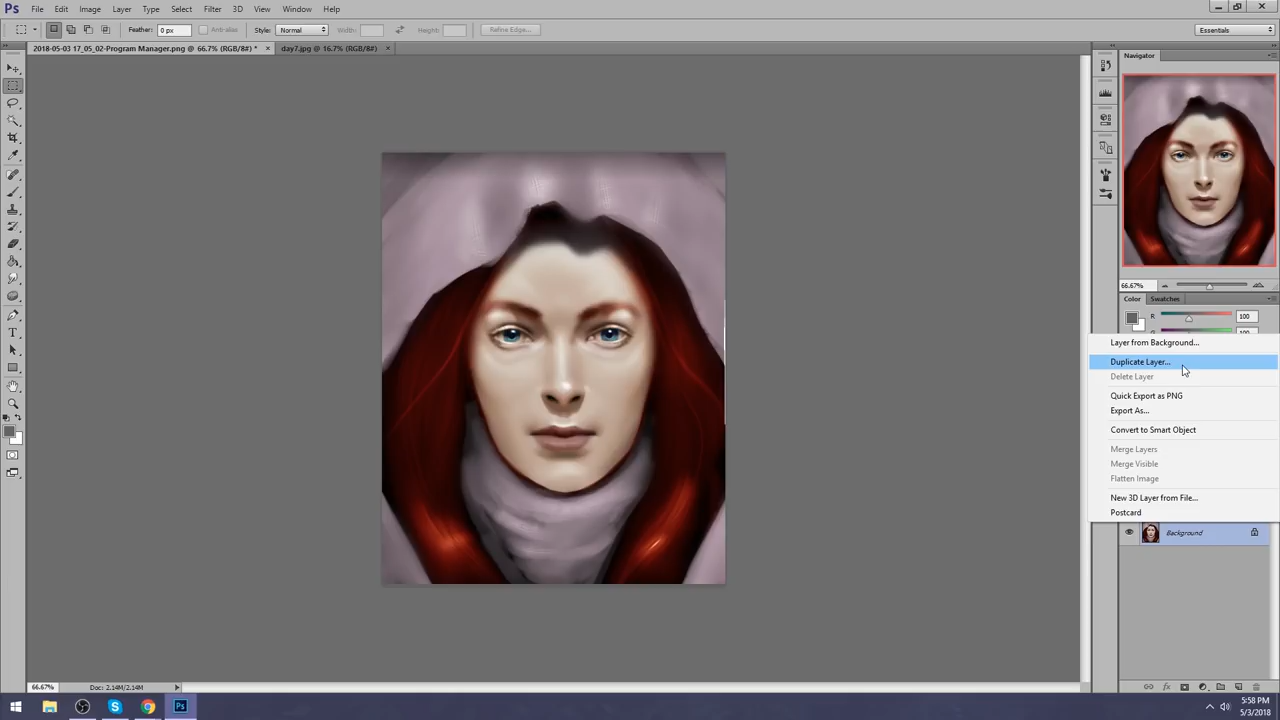 Ps File Edit Image Layer Type Select Filter 3D View Window Help
Feather: 0 px Anti-alias Style: Normal Width: Height: Refine Edge... Essentials
2018-05-03 17_05_02-Program Manager.png @ 66.7% (RGB/8#) * × day7.jpg @ 16.7% (RGB/8#) ×
Navigator
66.67%
Color Swatches
R 100
Layer from Background...
Duplicate Layer...
Delete Layer
Quick Export as PNG
Export As...
Convert to Smart Object
Merge Layers
Merge Visible
Flatten Image
New 3D Layer from File...
Postcard
Background
66.67% Doc: 2.14M/2.14M
Ps
5:58 PM
5/3/2018